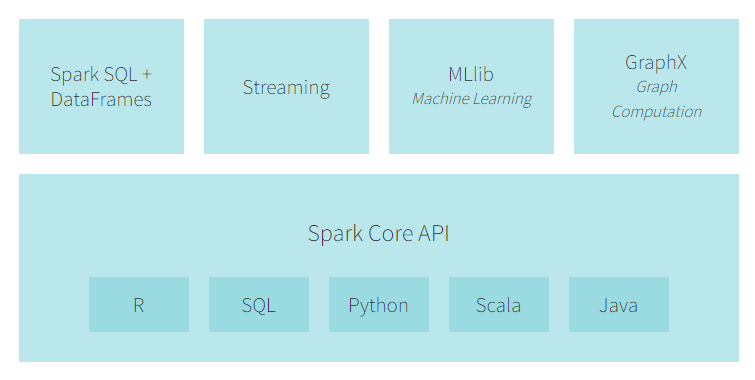 Spark SQL +
DataFrames
Streaming
MLlib
Machine Learning
GraphX
Graph
Computation
Spark Core API
R
SQL
Python
Scala
Java